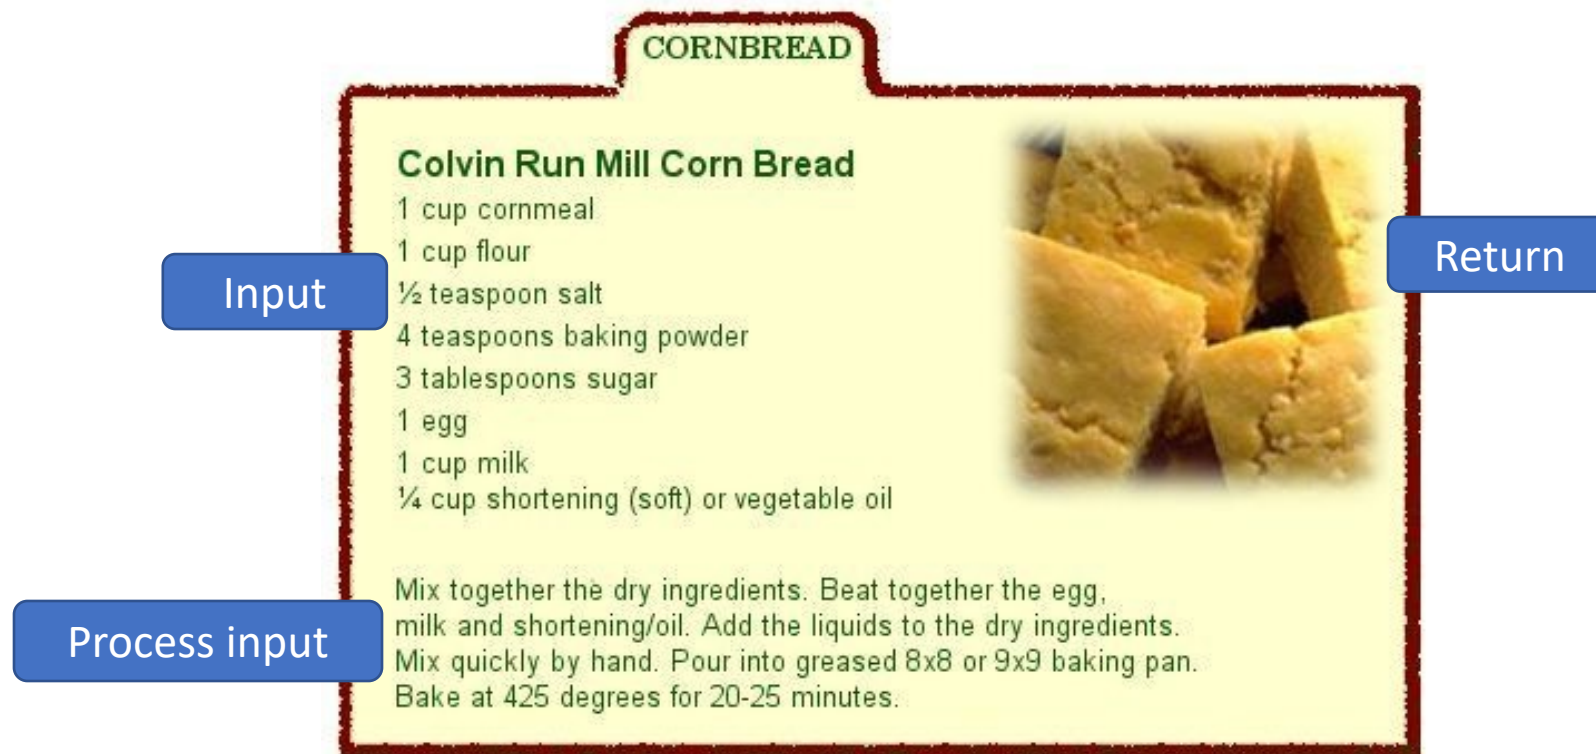 CORNBREAD
Colvin Run Mill Corn Bread
1 cup cornmeal
1 cup flour
½ teaspoon salt
4 teaspoons baking powder
3 tablespoons sugar
1 egg
1 cup milk
¼ cup shortening (soft) or vegetable oil
Input
Return
Process input
Mix together the dry ingredients. Beat together the egg,
milk and shortening/oil. Add the liquids to the dry ingredients.
Mix quickly by hand. Pour into greased 8x8 or 9x9 baking pan.
Bake at 425 degrees for 20-25 minutes.